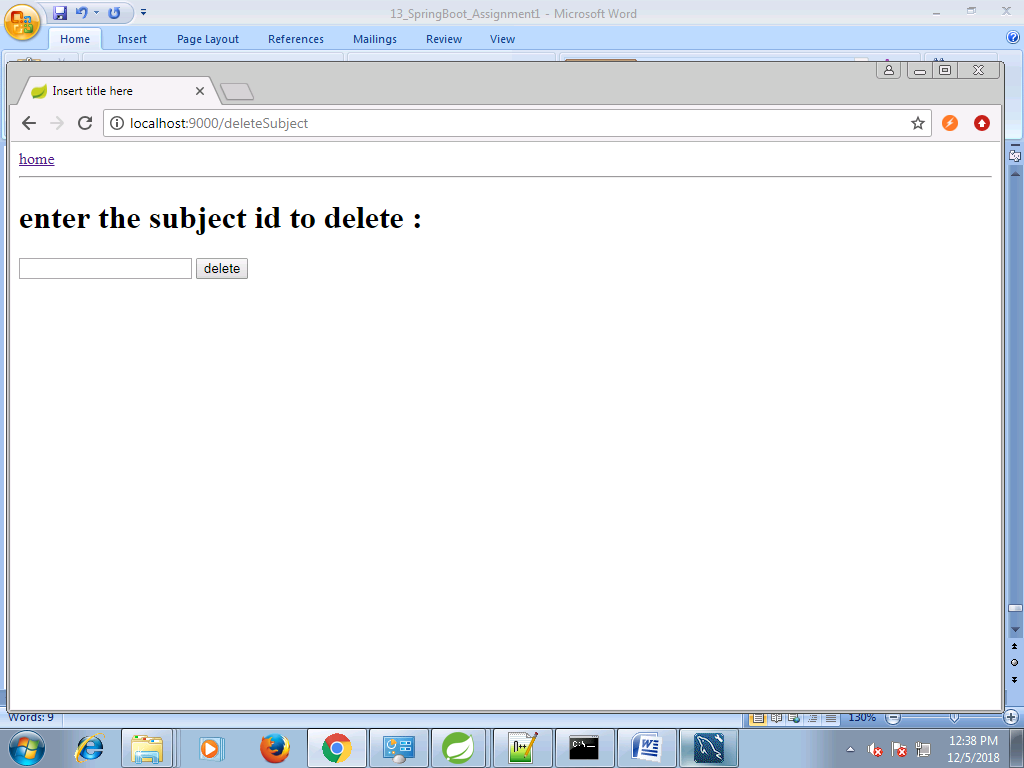 13_SpringBoot_Assignment1 - Microsoft Word
Home Insert Page Layout References Mailings Review View
Insert title here
localhost:9000/deleteSubject
home
enter the subject id to delete :
delete
Words: 9
130%
12:38 PM
12/5/2018